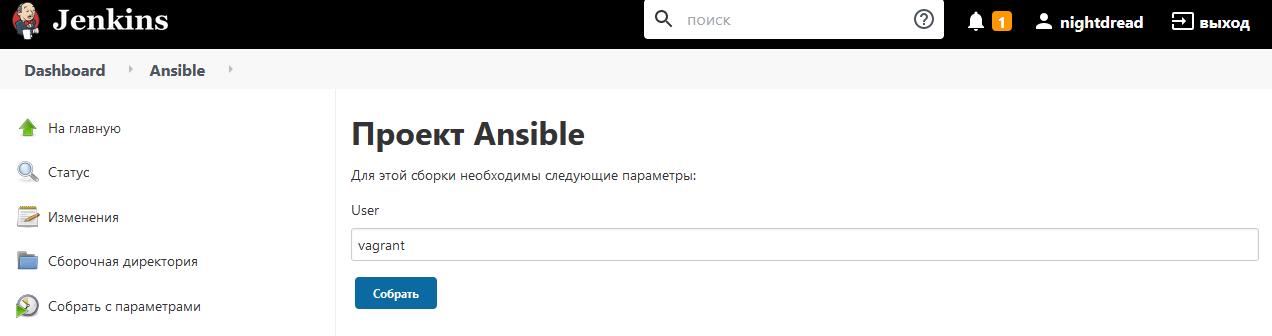 Jenkins
поиск
1
nightdread
выход
Dashboard
Ansible
На главную
Статус
Изменения
Сборочная директория
Собрать с параметрами
Проект Ansible
Для этой сборки необходимы следующие параметры:
User
vagrant
Собрать